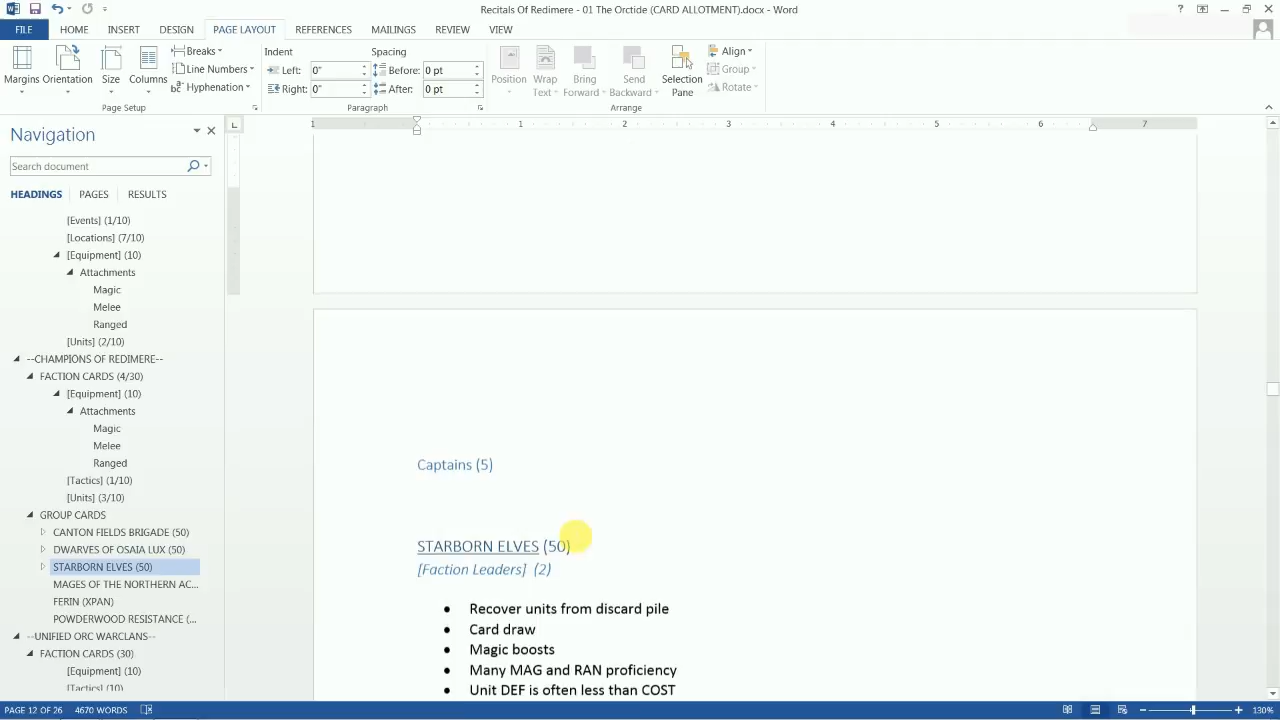 Recitals Of Redimere - 01 The Orctide (CARD ALLOTMENT).docx - Word
FILE HOME INSERT DESIGN PAGE LAYOUT REFERENCES MAILINGS REVIEW VIEW
Margins
Orientation
Size
Columns
Breaks
Line Numbers
Hyphenation
Page Setup
Indent
Left: 0"
Right: 0"
Spacing
Before: 0 pt
After: 0 pt
Paragraph
Position
Wrap Text
Bring Forward
Send Backward
Selection Pane
Align
Group
Rotate
Arrange
Navigation
Search document
HEADINGS PAGES RESULTS
[Events] (1/10)
[Locations] (7/10)
[Equipment] (10)
Attachments
Magic
Melee
Ranged
[Units] (2/10)
--CHAMPIONS OF REDIMERE--
FACTION CARDS (4/30)
[Equipment] (10)
Attachments
Magic
Melee
Ranged
[Tactics] (1/10)
[Units] (3/10)
GROUP CARDS
CANTON FIELDS BRIGADE (50)
DWARVES OF OSAIA LUX (50)
STARBORN ELVES (50)
MAGES OF THE NORTHERN AC...
FERIN (XPAN)
POWDERWOOD RESISTANCE (...
--UNIFIED ORC WARCLANS--
FACTION CARDS (30)
[Equipment] (10)
[Tactics] (10)
1 1 2 3 4 5 6 7
Captains (5)
STARBORN ELVES (50)
[Faction Leaders] (2)
• Recover units from discard pile
• Card draw
• Magic boosts
• Many MAG and RAN proficiency
• Unit DEF is often less than COST
PAGE 12 OF 26 4670 WORDS
130%